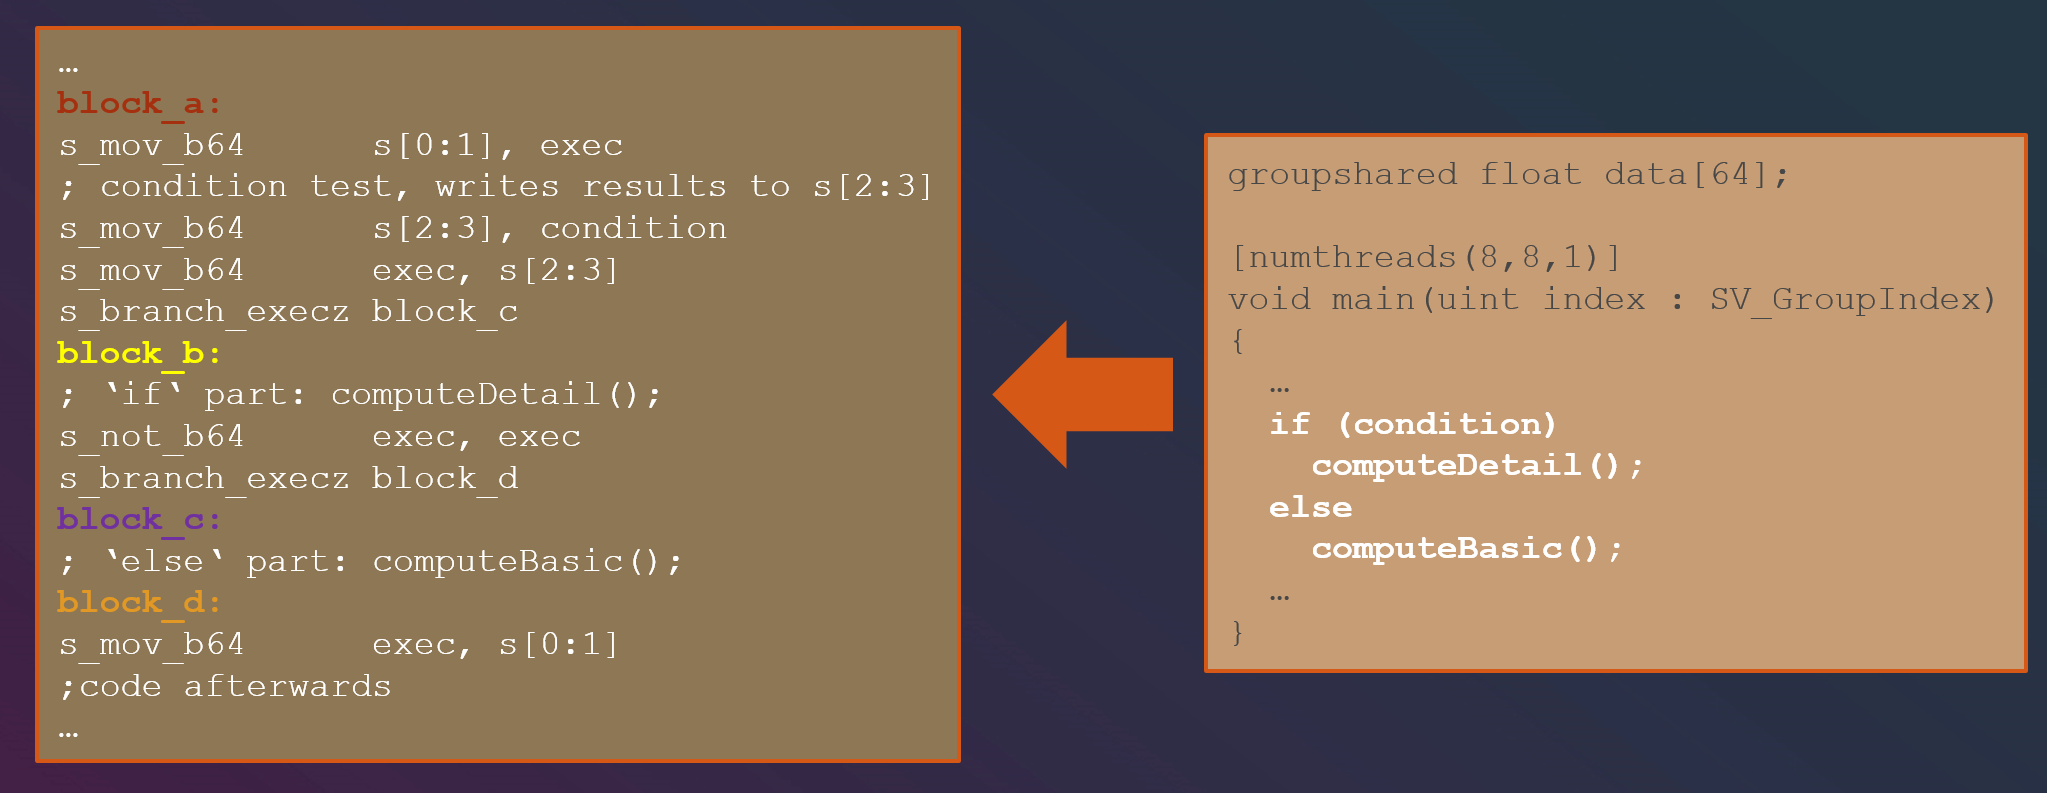 …
block_a:
s_mov_b64      s[0:1], exec
; condition test, writes results to s[2:3]
s_mov_b64      s[2:3], condition
s_mov_b64      exec, s[2:3]
s_branch_execz block_c
block_b:
; ‵if‵ part: computeDetail();
s_not_b64      exec, exec
s_branch_execz block_d
block_c:
; ‵else‵ part: computeBasic();
block_d:
s_mov_b64      exec, s[0:1]
;code afterwards
…
groupshared float data[64];
[numthreads(8,8,1)]
void main(uint index : SV_GroupIndex)
{
  …
  if (condition)
    computeDetail();
  else
    computeBasic();
  …
}